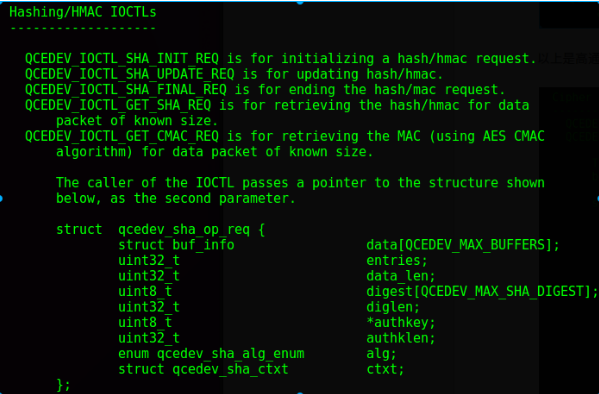 Hashing/HMAC IOCTLs
-------------------
QCEDEV_IOCTL_SHA_INIT_REQ is for initializing a hash/hmac request.
QCEDEV_IOCTL_SHA_UPDATE_REQ is for updating hash/hmac.
QCEDEV_IOCTL_SHA_FINAL_REQ is for ending the hash/mac request.
QCEDEV_IOCTL_GET_SHA_REQ is for retrieving the hash/hmac for data
packet of known size.
QCEDEV_IOCTL_GET_CMAC_REQ is for retrieving the MAC (using AES CMAC
algorithm) for data packet of known size.
The caller of the IOCTL passes a pointer to the structure shown
below, as the second parameter.
struct  qcedev_sha_op_req {
struct buf_info                 data[QCEDEV_MAX_BUFFERS];
uint32_t                        entries;
uint32_t                        data_len;
uint8_t                         digest[QCEDEV_MAX_SHA_DIGEST];
uint32_t                        diglen;
uint8_t                         *authkey;
uint32_t                        authklen;
enum qcedev_sha_alg_enum        alg;
struct qcedev_sha_ctxt          ctxt;
};